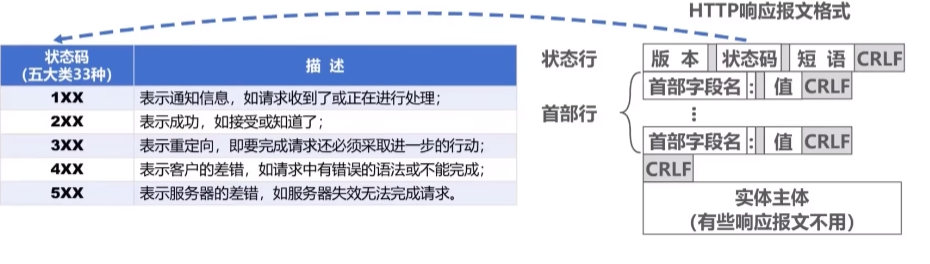 HTTP响应报文格式
状态码
(五大类33种)
描 述
1XX 表示通知信息，如请求收到了或正在进行处理；
2XX 表示成功，如接受或知道了；
3XX 表示重定向，即要完成请求还必须采取进一步的行动；
4XX 表示客户的差错，如请求中有错误的语法或不能完成；
5XX 表示服务器的差错，如服务器失效无法完成请求。
状态行 版 本 状态码 短 语 CRLF
首部行
首部字段名 : 值 CRLF
⋮
首部字段名 : 值 CRLF
CRLF
实体主体
(有些响应报文不用)